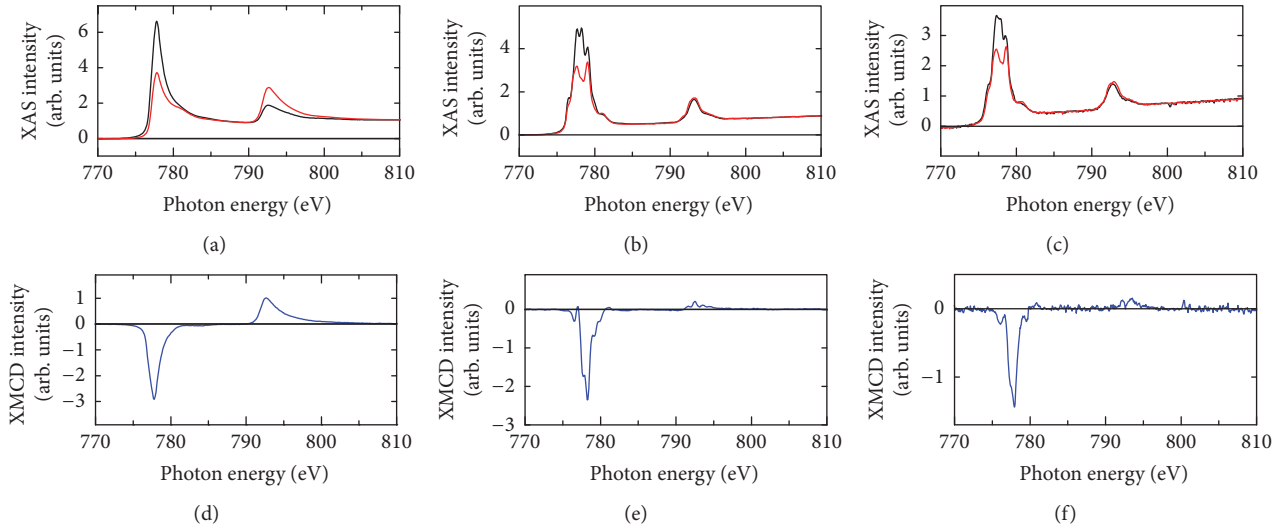 XAS intensity
(arb. units)
6
4
2
0
770 780 790 800 810
Photon energy (eV)
(a)
XAS intensity
(arb. units)
4
2
0
770 780 790 800 810
Photon energy (eV)
(b)
XAS intensity
(arb. units)
3
2
1
0
770 780 790 800 810
Photon energy (eV)
(c)
XMCD intensity
(arb. units)
1
0
−1
−2
−3
770 780 790 800 810
Photon energy (eV)
(d)
XMCD intensity
(arb. units)
0
−1
−2
−3
770 780 790 800 810
Photon energy (eV)
(e)
XMCD intensity
(arb. units)
0
−1
770 780 790 800 810
Photon energy (eV)
(f)